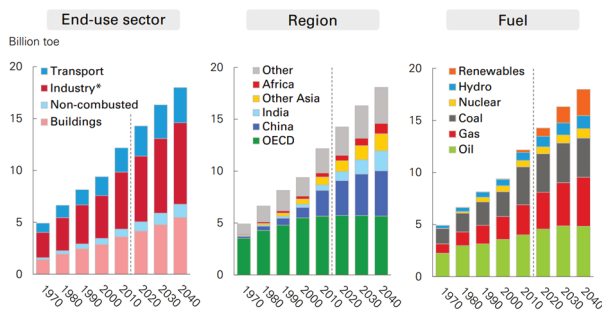 End-use sector
Region
Fuel
Billion toe
20
15
10
5
0
Transport
Industry*
Non-combusted
Buildings
1970
1980
1990
2000
2010
2020
2030
2040
20
15
10
5
0
Other
Africa
Other Asia
India
China
OECD
1970
1980
1990
2000
2010
2020
2030
2040
20
15
10
5
0
Renewables
Hydro
Nuclear
Coal
Gas
Oil
1970
1980
1990
2000
2010
2020
2030
2040